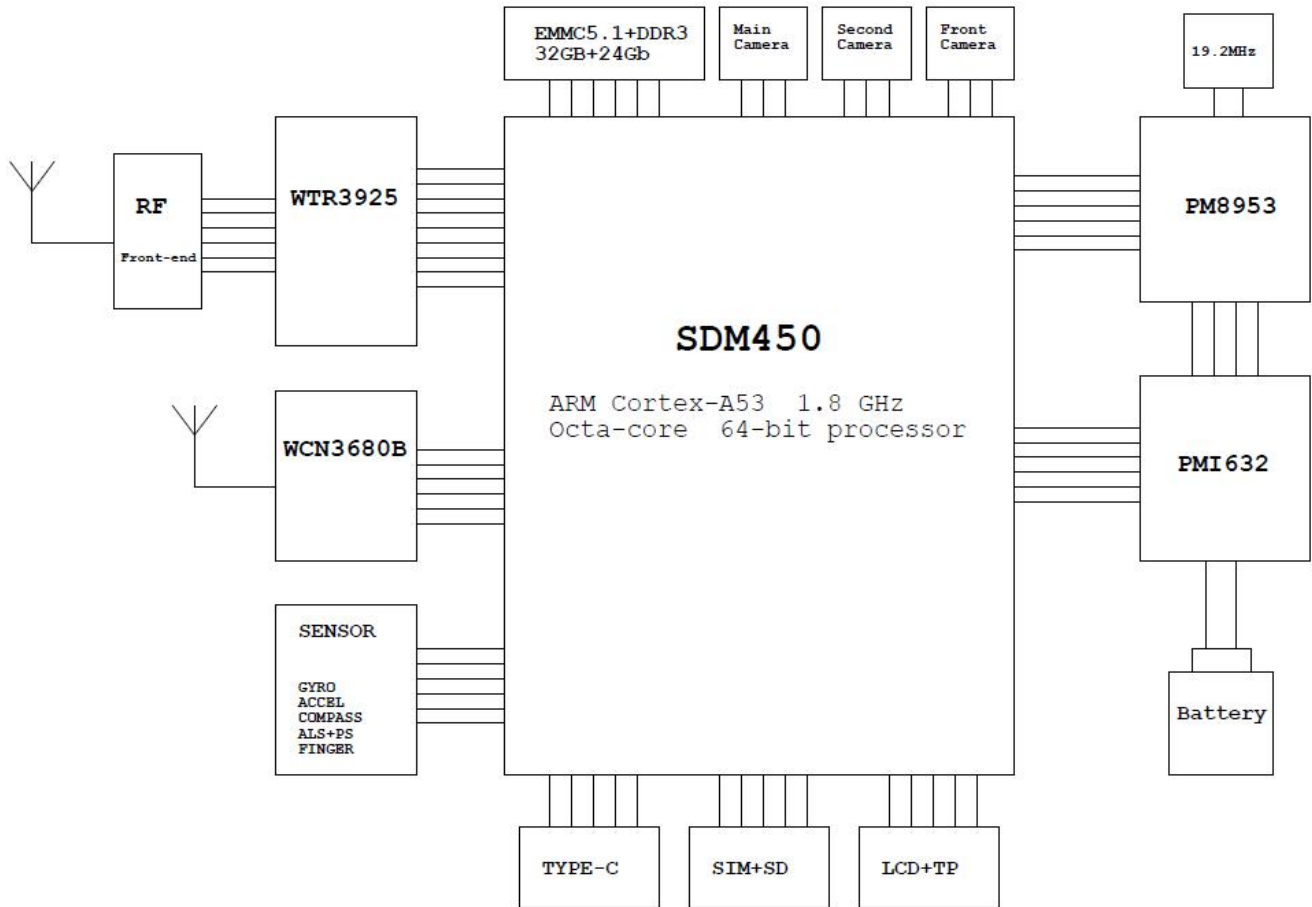 EMMC5.1+DDR3
32GB+24Gb
Main
Camera
Second
Camera
Front
Camera
19.2MHz
RF
Front-end
WTR3925
PM8953
SDM450
ARM Cortex-A53 1.8 GHz
Octa-core 64-bit processor
WCN3680B
PMI632
SENSOR
GYRO
ACCEL
COMPASS
ALS+PS
FINGER
Battery
TYPE-C
SIM+SD
LCD+TP